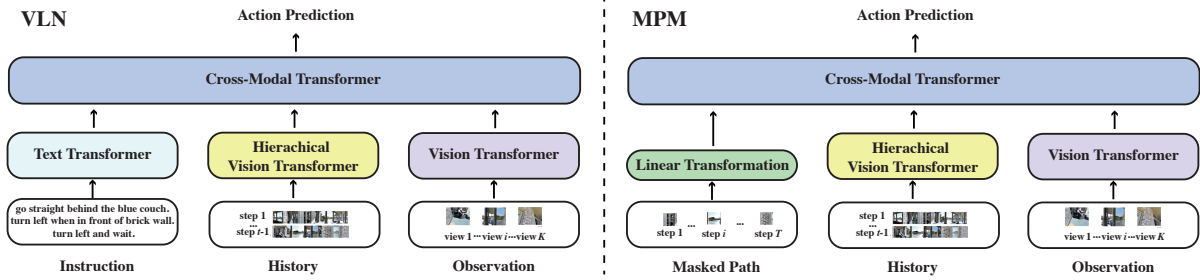 VLN
Action Prediction
Cross-Modal Transformer
Text Transformer
Hierachical
Vision Transformer
Vision Transformer
go straight behind the blue couch.
turn left when in front of brick wall.
turn left and wait.
step 1
...
step t-1
view 1 ...view i...view K
Instruction
History
Observation
MPM
Action Prediction
Cross-Modal Transformer
Linear Transformation
Hierachical
Vision Transformer
Vision Transformer
... ...
step 1 step i step T
step 1
...
step t-1
view 1 ...view i...view K
Masked Path
History
Observation